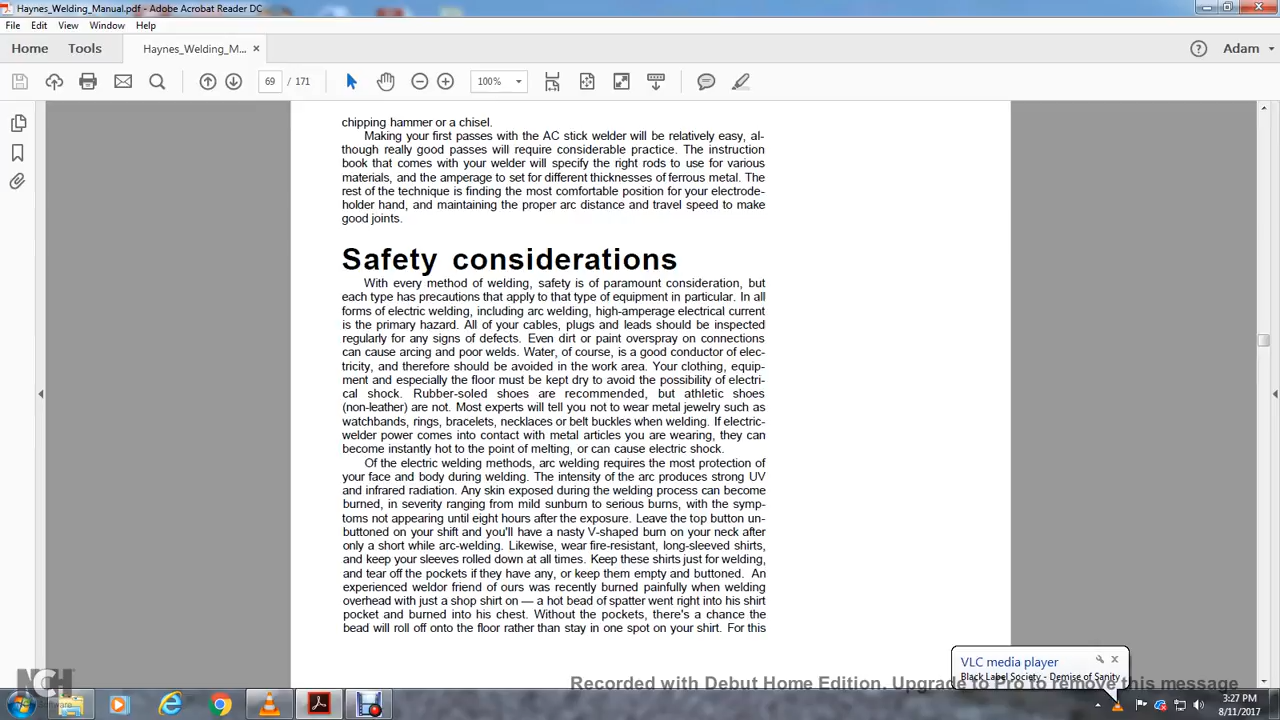 Haynes_Welding_Manual.pdf - Adobe Acrobat Reader DC
File Edit View Window Help
Home Tools Haynes_Welding_M... Adam
69 / 171 100%
chipping hammer or a chisel.
Making your first passes with the AC stick welder will be relatively easy, al-
though really good passes will require considerable practice. The instruction
book that comes with your welder will specify the right rods to use for various
materials, and the amperage to set for different thicknesses of ferrous metal. The
rest of the technique is finding the most comfortable position for your electrode-
holder hand, and maintaining the proper arc distance and travel speed to make
good joints.
Safety considerations
With every method of welding, safety is of paramount consideration, but
each type has precautions that apply to that type of equipment in particular. In all
forms of electric welding, including arc welding, high-amperage electrical current
is the primary hazard. All of your cables, plugs and leads should be inspected
regularly for any signs of defects. Even dirt or paint overspray on connections
can cause arcing and poor welds. Water, of course, is a good conductor of elec-
tricity, and therefore should be avoided in the work area. Your clothing, equip-
ment and especially the floor must be kept dry to avoid the possibility of electri-
cal shock. Rubber-soled shoes are recommended, but athletic shoes
(non-leather) are not. Most experts will tell you not to wear metal jewelry such as
watchbands, rings, bracelets, necklaces or belt buckles when welding. If electric-
welder power comes into contact with metal articles you are wearing, they can
become instantly hot to the point of melting, or can cause electric shock.
Of the electric welding methods, arc welding requires the most protection of
your face and body during welding. The intensity of the arc produces strong UV
and infrared radiation. Any skin exposed during the welding process can become
burned, in severity ranging from mild sunburn to serious burns, with the symp-
toms not appearing until eight hours after the exposure. Leave the top button un-
buttoned on your shift and you'll have a nasty V-shaped burn on your neck after
only a short while arc-welding. Likewise, wear fire-resistant, long-sleeved shirts,
and keep your sleeves rolled down at all times. Keep these shirts just for welding,
and tear off the pockets if they have any, or keep them empty and buttoned. An
experienced weldor friend of ours was recently burned painfully when welding
overhead with just a shop shirt on — a hot bead of spatter went right into his shirt
pocket and burned into his chest. Without the pockets, there's a chance the
bead will roll off onto the floor rather than stay in one spot on your shirt. For this
VLC media player
Black Label Society - Demise of Sanity
NCH
Recorded with Debut Home Edition. Upgrade to Pro to remove this message
3:27 PM
8/11/2017